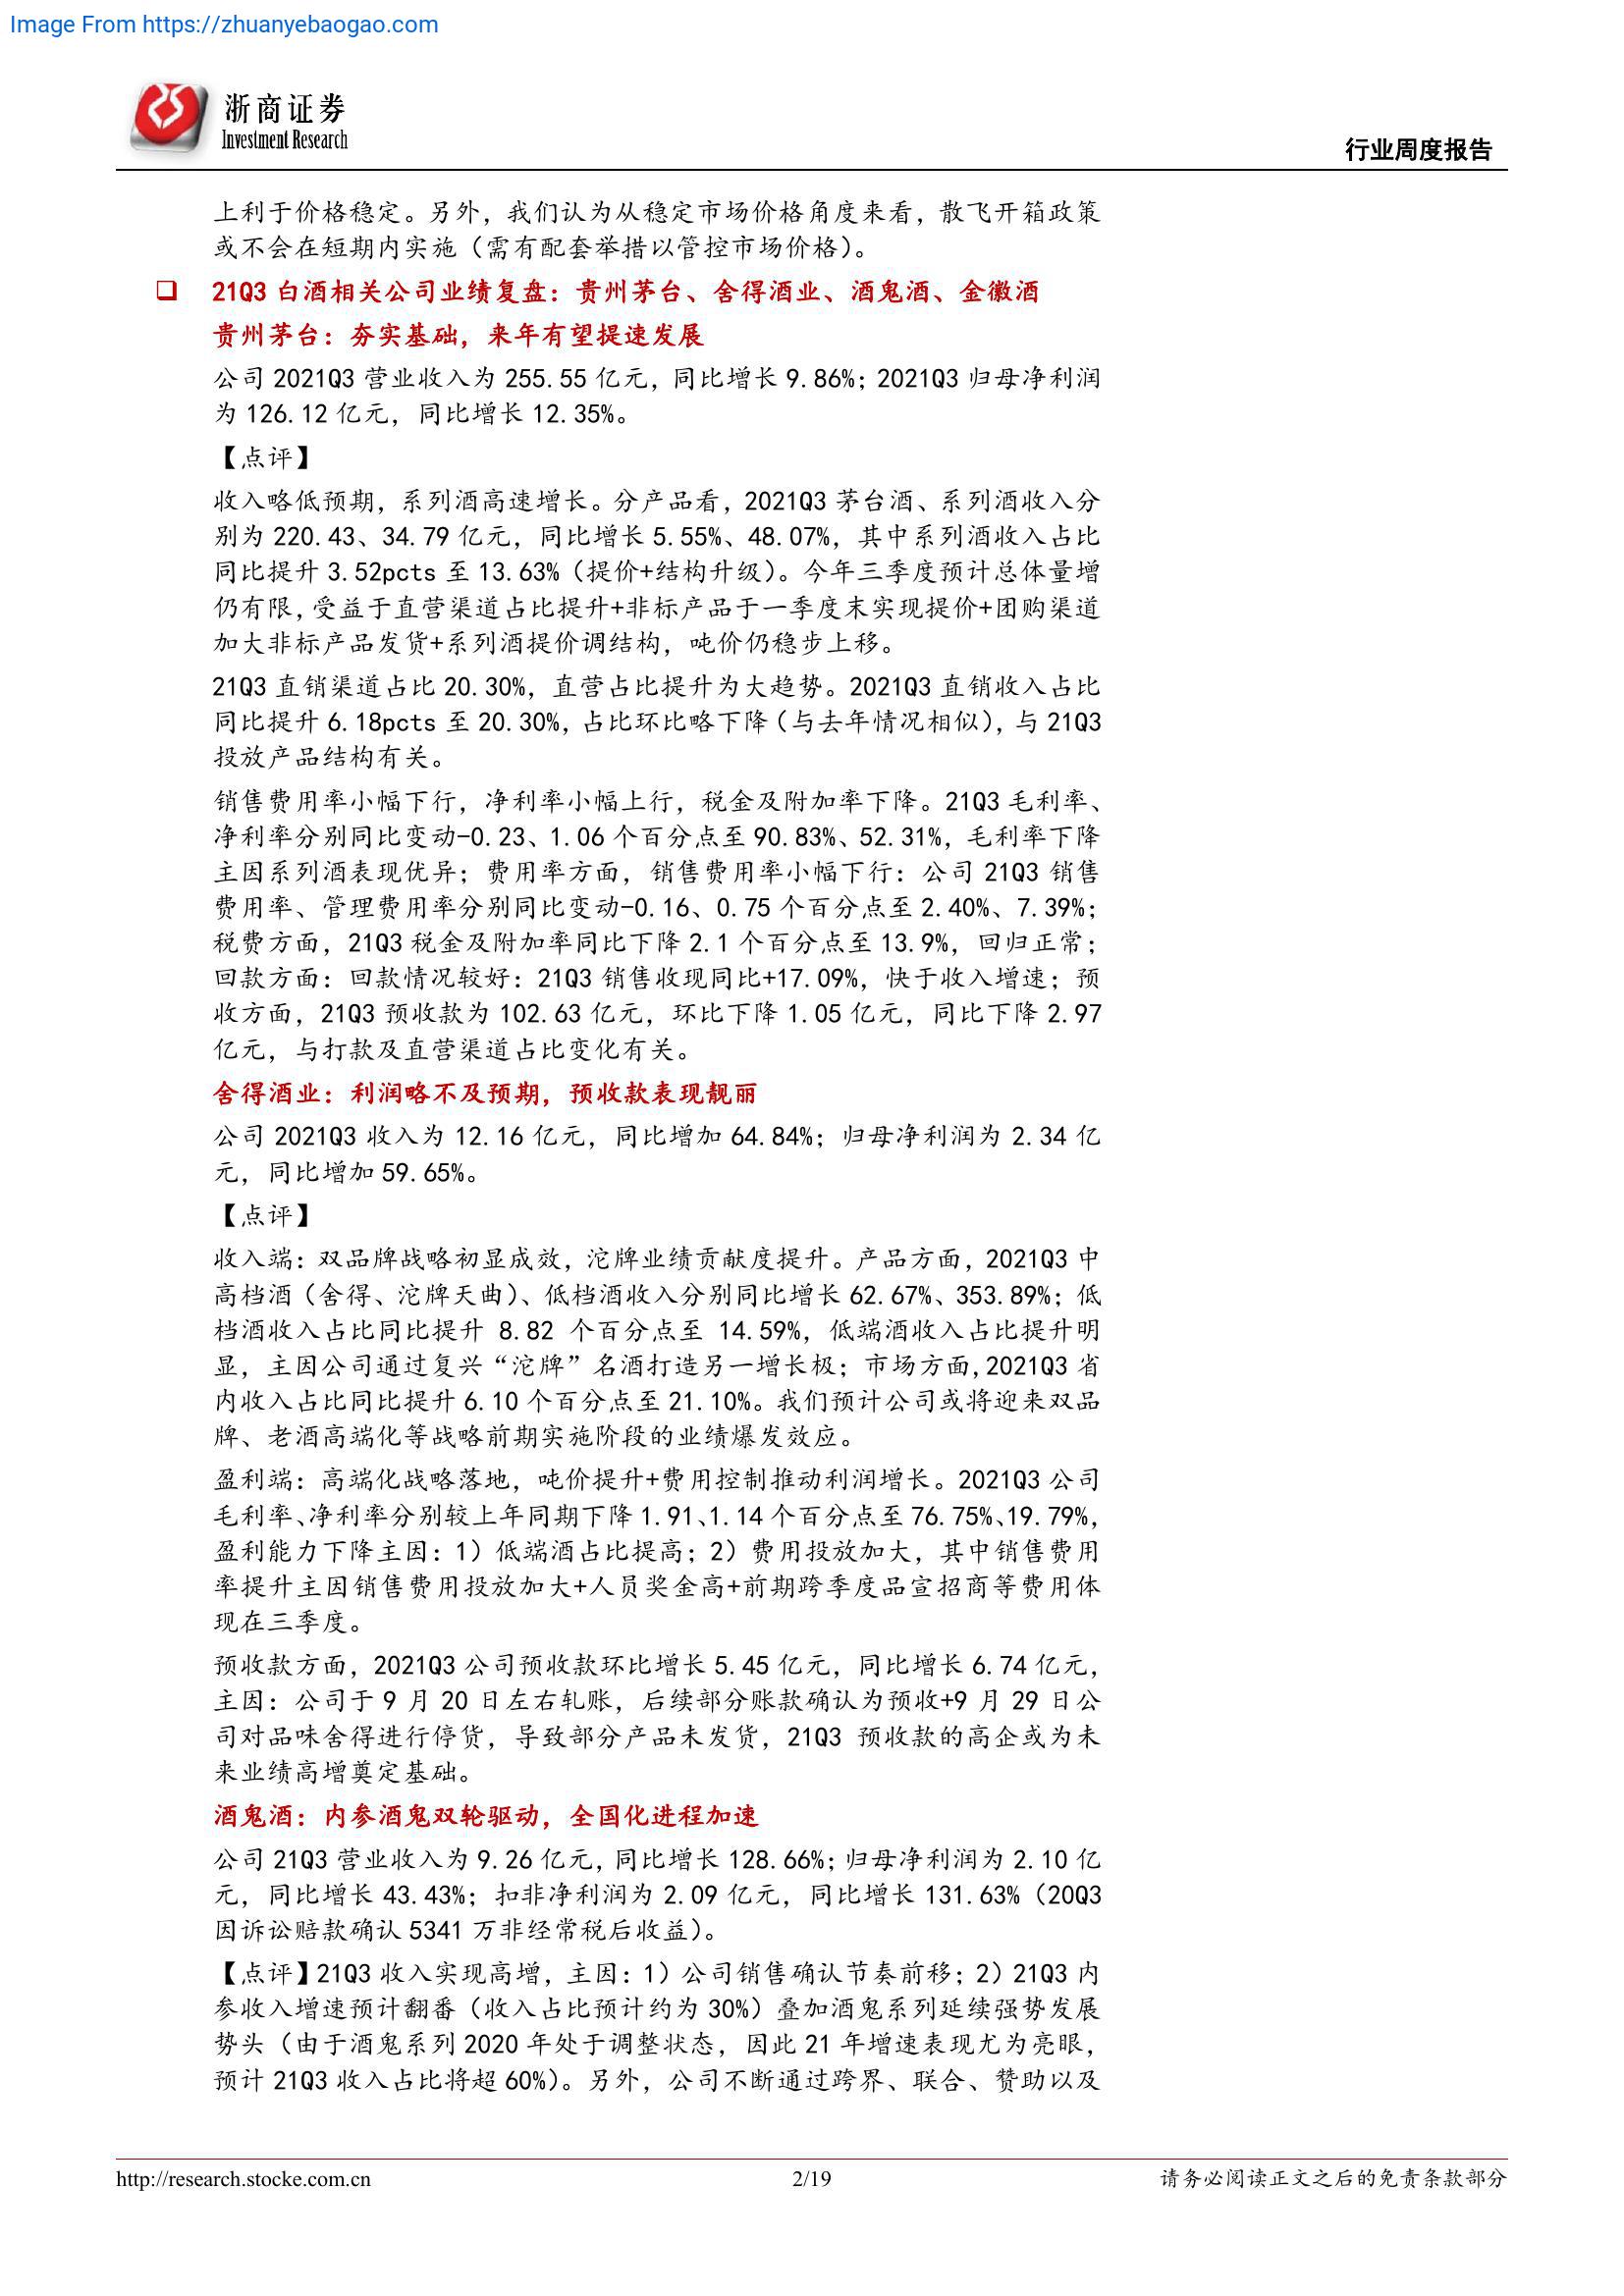 Image From https://zhuanyebaogao.com
浙商证券
Investment Research
行业周度报告
上利于价格稳定。另外，我们认为从稳定市场价格角度来看，散飞开箱政策
或不会在短期内实施（需有配套举措以管控市场价格）。
❑ 21Q3 白酒相关公司业绩复盘：贵州茅台、舍得酒业、酒鬼酒、金徽酒
贵州茅台：夯实基础，来年有望提速发展
公司 2021Q3 营业收入为 255.55 亿元，同比增长 9.86%；2021Q3 归母净利润
为 126.12 亿元，同比增长 12.35%。
【点评】
收入略低预期，系列酒高速增长。分产品看，2021Q3 茅台酒、系列酒收入分
别为 220.43、34.79 亿元，同比增长 5.55%、48.07%，其中系列酒收入占比
同比提升 3.52pcts 至 13.63%（提价+结构升级）。今年三季度预计总体量增
仍有限，受益于直营渠道占比提升+非标产品于一季度末实现提价+团购渠道
加大非标产品发货+系列酒提价调结构，吨价仍稳步上移。
21Q3 直销渠道占比 20.30%，直营占比提升为大趋势。2021Q3 直销收入占比
同比提升 6.18pcts 至 20.30%，占比环比略下降（与去年情况相似），与 21Q3
投放产品结构有关。
销售费用率小幅下行，净利率小幅上行，税金及附加率下降。21Q3 毛利率、
净利率分别同比变动-0.23、1.06 个百分点至 90.83%、52.31%，毛利率下降
主因系列酒表现优异；费用率方面，销售费用率小幅下行：公司 21Q3 销售
费用率、管理费用率分别同比变动-0.16、0.75 个百分点至 2.40%、7.39%；
税费方面，21Q3 税金及附加率同比下降 2.1 个百分点至 13.9%，回归正常；
回款方面：回款情况较好：21Q3 销售收现同比+17.09%，快于收入增速；预
收方面，21Q3 预收款为 102.63 亿元，环比下降 1.05 亿元，同比下降 2.97
亿元，与打款及直营渠道占比变化有关。
舍得酒业：利润略不及预期，预收款表现靓丽
公司 2021Q3 收入为 12.16 亿元，同比增加 64.84%；归母净利润为 2.34 亿
元，同比增加 59.65%。
【点评】
收入端：双品牌战略初显成效，沱牌业绩贡献度提升。产品方面，2021Q3 中
高档酒（舍得、沱牌天曲）、低档酒收入分别同比增长 62.67%、353.89%；低
档酒收入占比同比提升 8.82 个百分点至 14.59%，低端酒收入占比提升明
显，主因公司通过复兴“沱牌”名酒打造另一增长极；市场方面，2021Q3 省
内收入占比同比提升 6.10 个百分点至 21.10%。我们预计公司或将迎来双品
牌、老酒高端化等战略前期实施阶段的业绩爆发效应。
盈利端：高端化战略落地，吨价提升+费用控制推动利润增长。2021Q3 公司
毛利率、净利率分别较上年同期下降 1.91、1.14 个百分点至 76.75%、19.79%，
盈利能力下降主因：1）低端酒占比提高；2）费用投放加大，其中销售费用
率提升主因销售费用投放加大+人员奖金高+前期跨季度品宣招商等费用体
现在三季度。
预收款方面，2021Q3 公司预收款环比增长 5.45 亿元，同比增长 6.74 亿元，
主因：公司于 9 月 20 日左右轧账，后续部分账款确认为预收+9 月 29 日公
司对品味舍得进行停货，导致部分产品未发货，21Q3 预收款的高企或为未
来业绩高增奠定基础。
酒鬼酒：内参酒鬼双轮驱动，全国化进程加速
公司 21Q3 营业收入为 9.26 亿元，同比增长 128.66%；归母净利润为 2.10 亿
元，同比增长 43.43%；扣非净利润为 2.09 亿元，同比增长 131.63%（20Q3
因诉讼赔款确认 5341 万非经常税后收益）。
【点评】21Q3 收入实现高增，主因：1）公司销售确认节奏前移；2）21Q3 内
参收入增速预计翻番（收入占比预计约为 30%）叠加酒鬼系列延续强势发展
势头（由于酒鬼系列 2020 年处于调整状态，因此 21 年增速表现尤为亮眼，
预计 21Q3 收入占比将超 60%）。另外，公司不断通过跨界、联合、赞助以及
http://research.stocke.com.cn
2/19
请务必阅读正文之后的免责条款部分